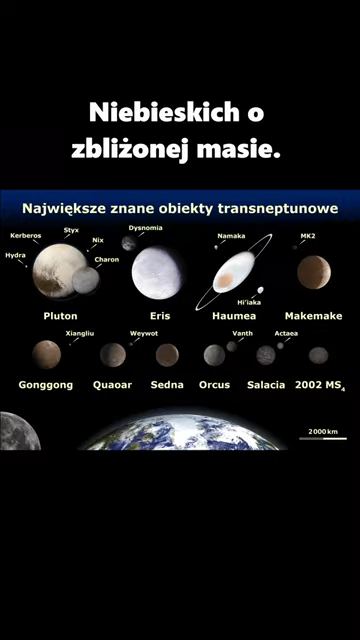 Niebieskich o
zbliżonej masie.
Największe znane obiekty transneptunowe
Kerberos Styx Nix Dysnomia Namaka MK2
Hydra Charon Hi'iaka
Pluton Eris Haumea Makemake
Xiangliu Weywot Vanth Actaea
Gonggong Quaoar Sedna Orcus Salacia 2002 MS4
2000 km